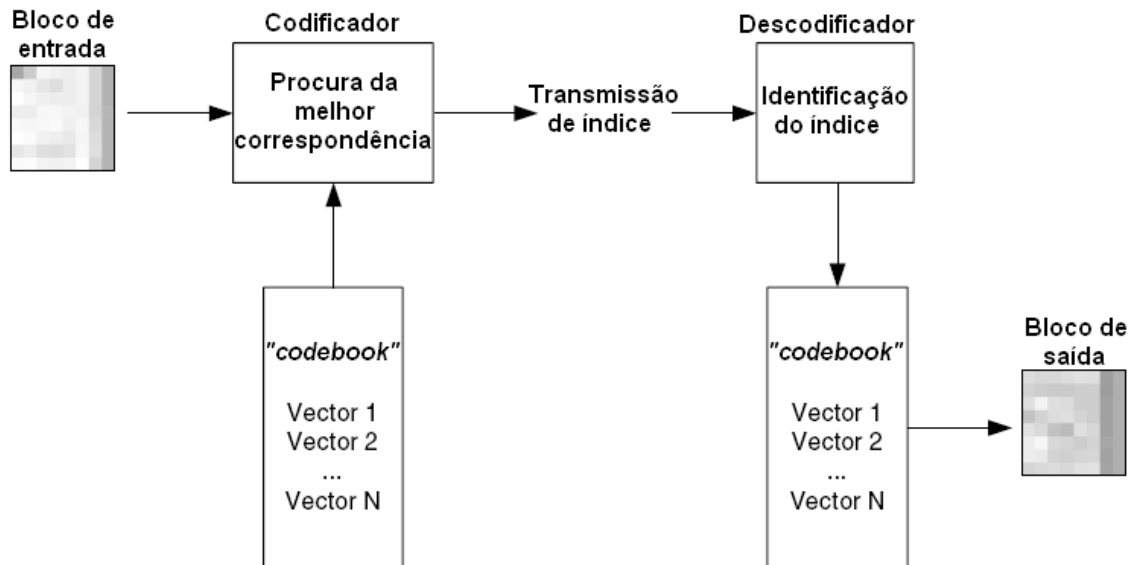 Bloco de
entrada
Codificador
Procura da
melhor
correspondência
Transmissão
de índice
Descodificador
Identificação
do índice
"codebook"
Vector 1
Vector 2
...
Vector N
"codebook"
Vector 1
Vector 2
...
Vector N
Bloco de
saída